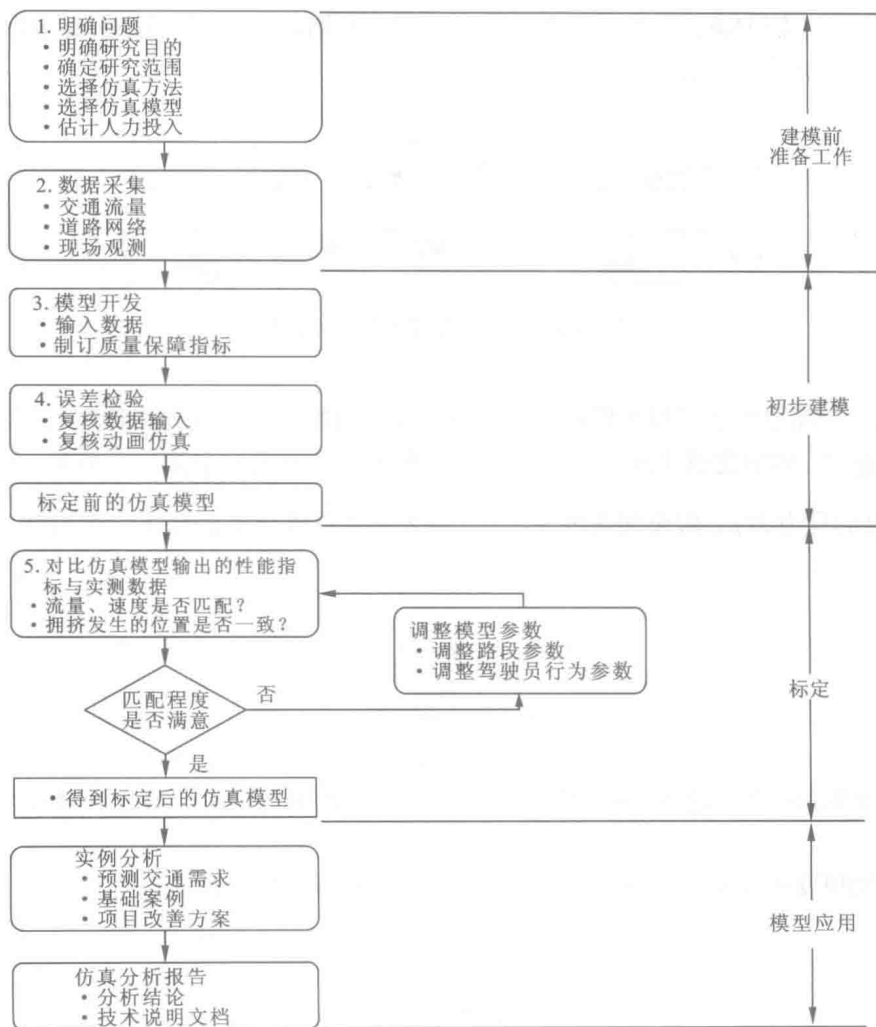 1. 明确问题
• 明确研究目的
• 确定研究范围
• 选择仿真方法
• 选择仿真模型
• 估计人力投入
建模前
准备工作
2. 数据采集
• 交通流量
• 道路网络
• 现场观测
3. 模型开发
• 输入数据
• 制订质量保障指标
4. 误差检验
• 复核数据输入
• 复核动画仿真
初步建模
标定前的仿真模型
5. 对比仿真模型输出的性能指
标与实测数据
• 流量、速度是否匹配?
• 拥挤发生的位置是否一致?
调整模型参数
• 调整路段参数
• 调整驾驶员行为参数
匹配程度
是否满意
否
是
标定
• 得到标定后的仿真模型
实例分析
• 预测交通需求
• 基础案例
• 项目改善方案
模型应用
仿真分析报告
• 分析结论
• 技术说明文档